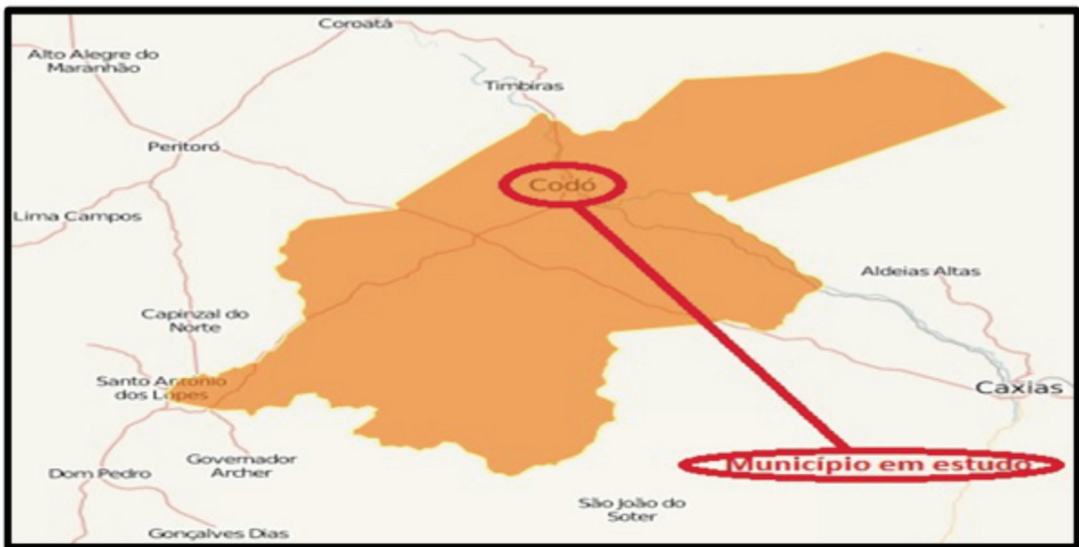 Coroatá
Alto Alegre do
Maranhão
Timbiras
Peritoró
Codó
Lima Campos
Aldeias Altas
Capinzal do
Norte
Santo Antonio
dos Lopes
Caxias
Governador
Archer
Município em estudo
Dom Pedro
São João do
Soter
Gonçalves Dias